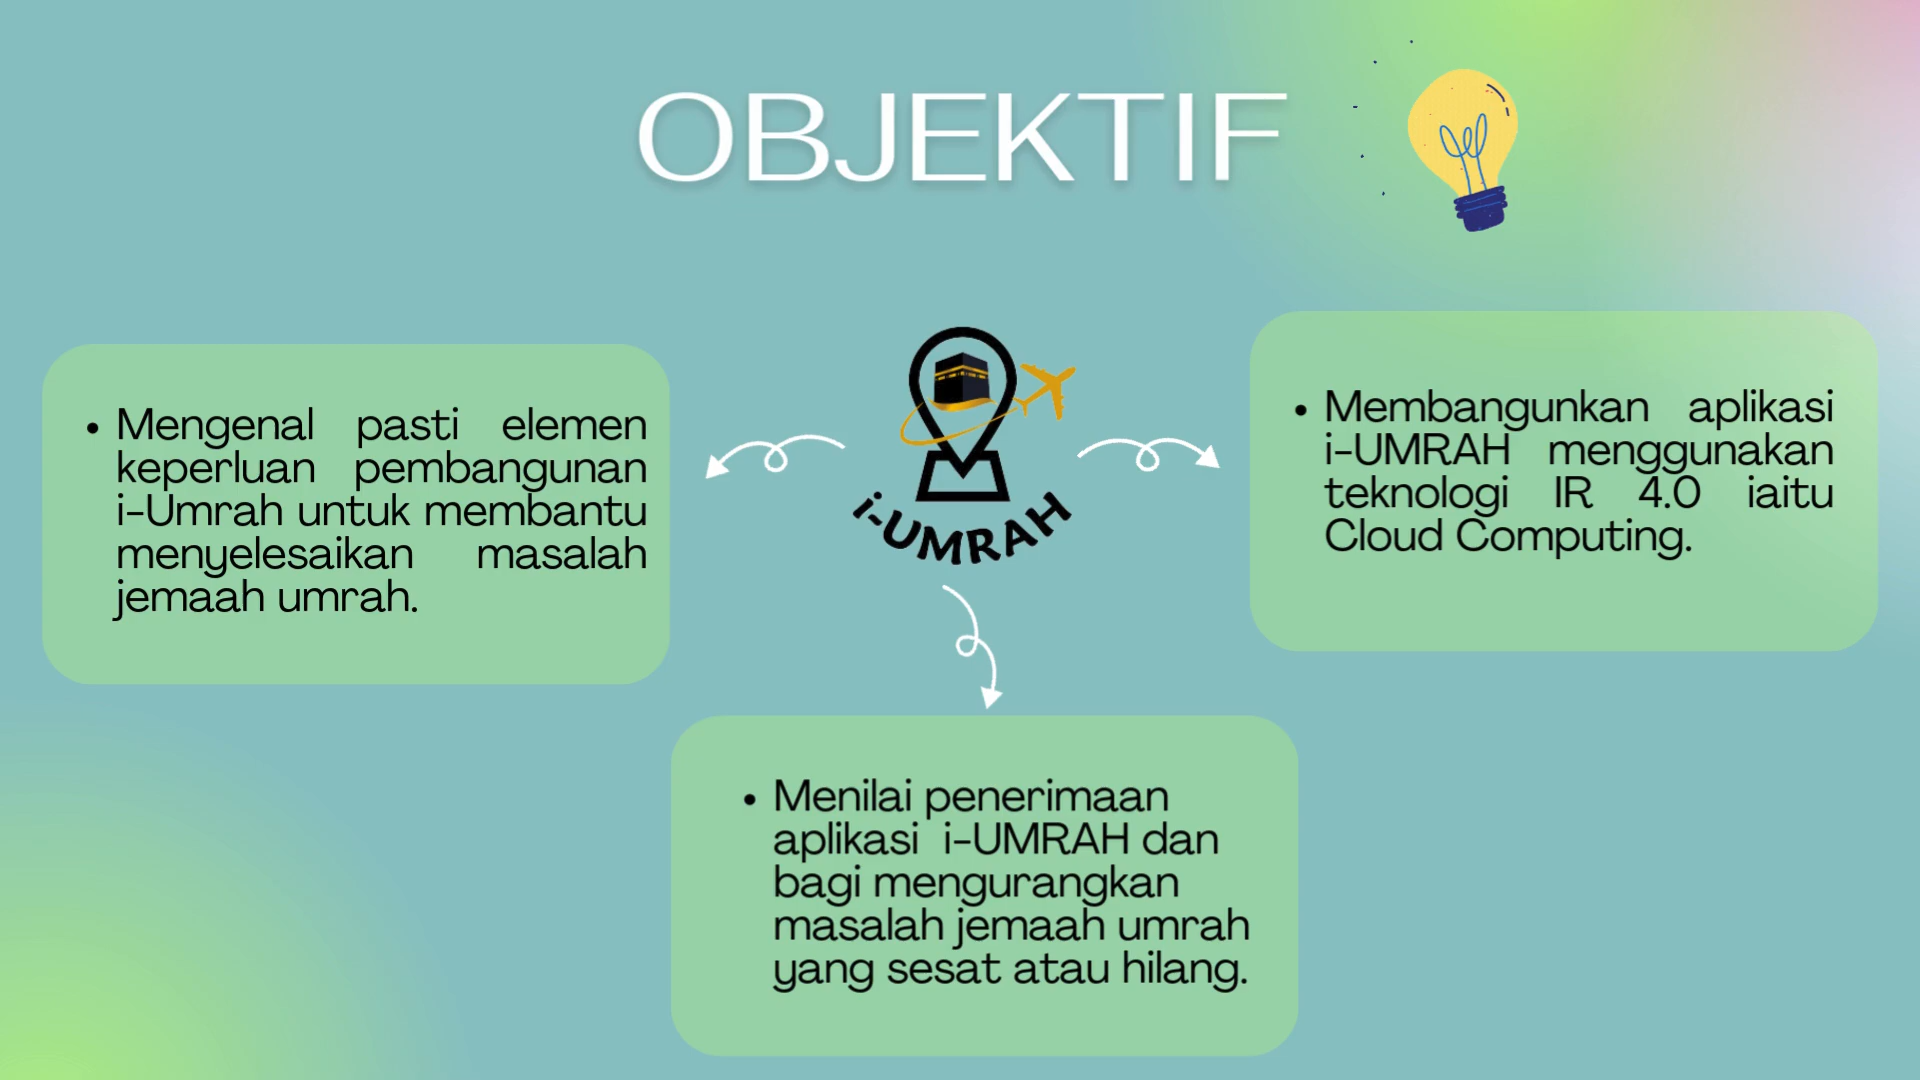 OBJEKTIF
• Mengenal pasti elemen
keperluan pembangunan
i-Umrah untuk membantu
menyelesaikan masalah
jemaah umrah.
i-UMRAH
• Membangunkan aplikasi
i-UMRAH menggunakan
teknologi IR 4.0 iaitu
Cloud Computing.
• Menilai penerimaan
aplikasi i-UMRAH dan
bagi mengurangkan
masalah jemaah umrah
yang sesat atau hilang.